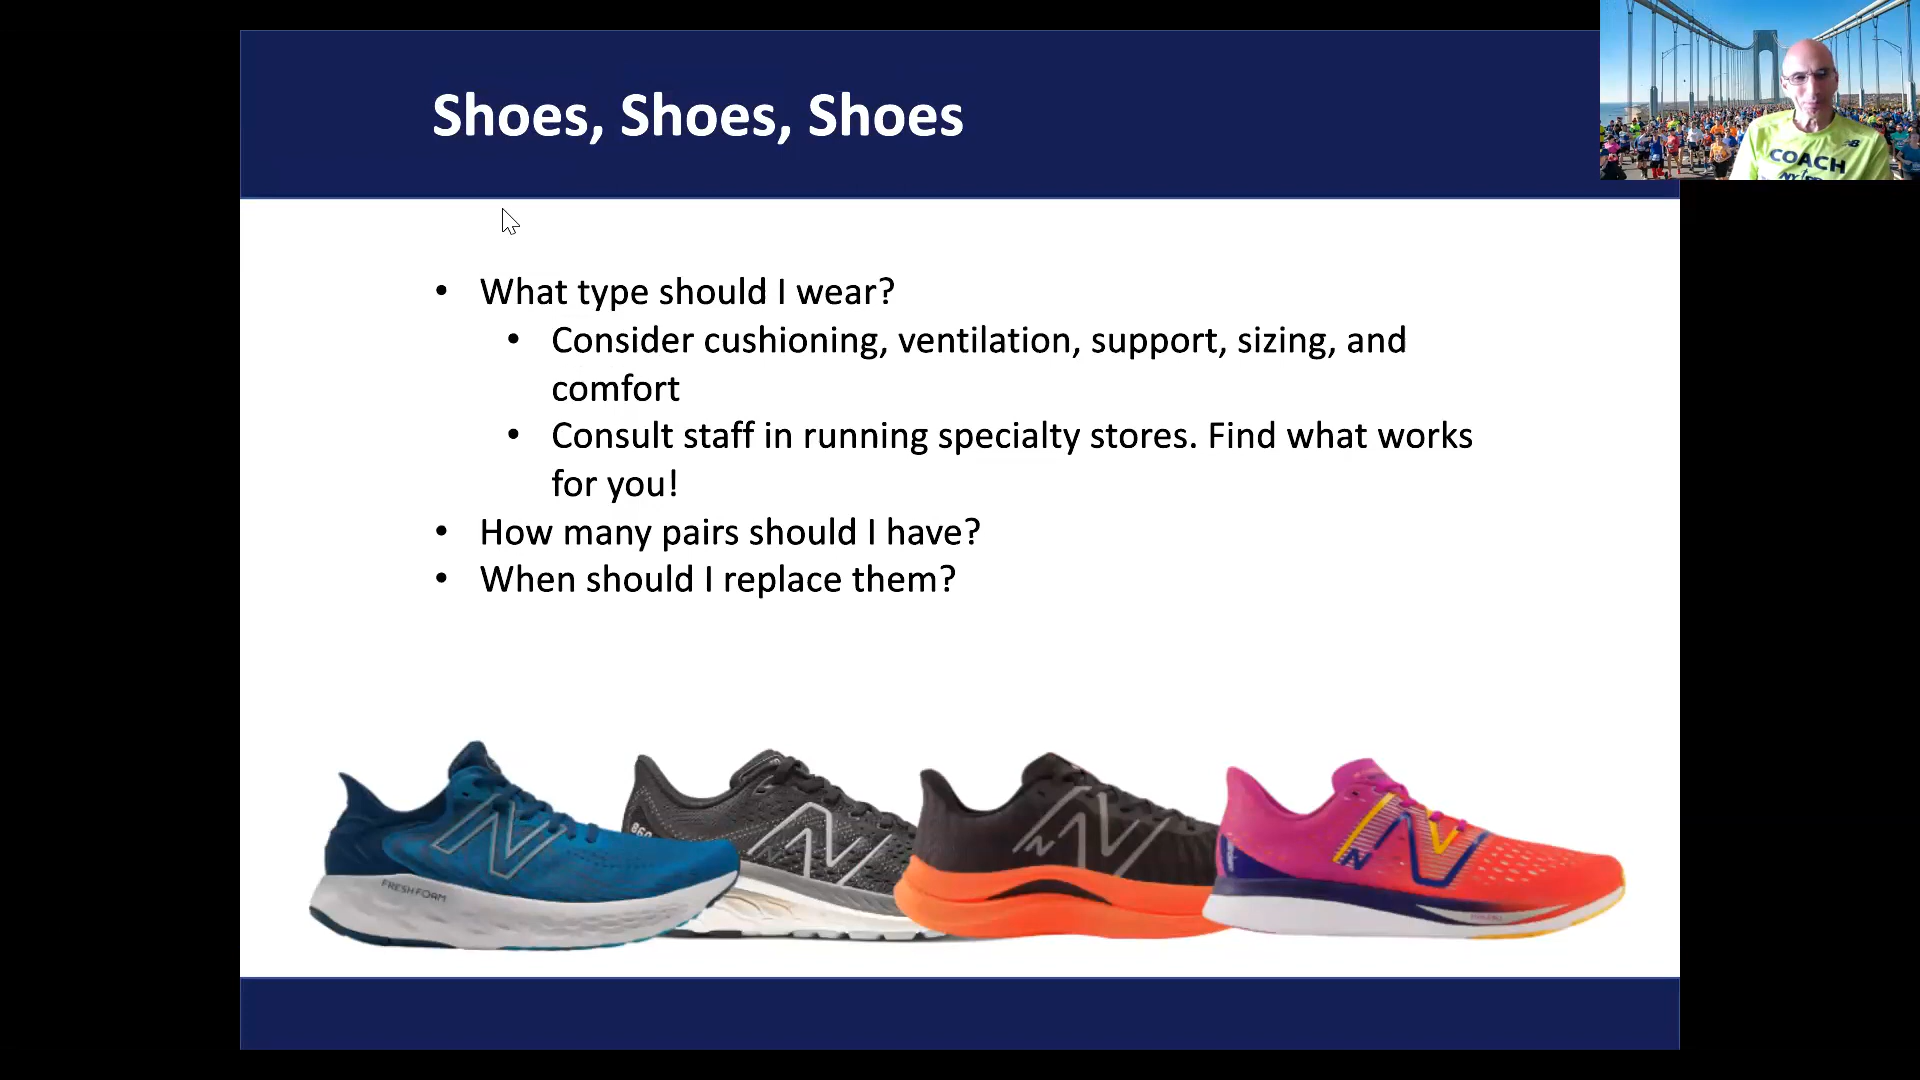 Shoes, Shoes, Shoes
COACH
• What type should I wear?
• Consider cushioning, ventilation, support, sizing, and
comfort
• Consult staff in running specialty stores. Find what works
for you!
• How many pairs should I have?
• When should I replace them?
FRESH FOAM
860